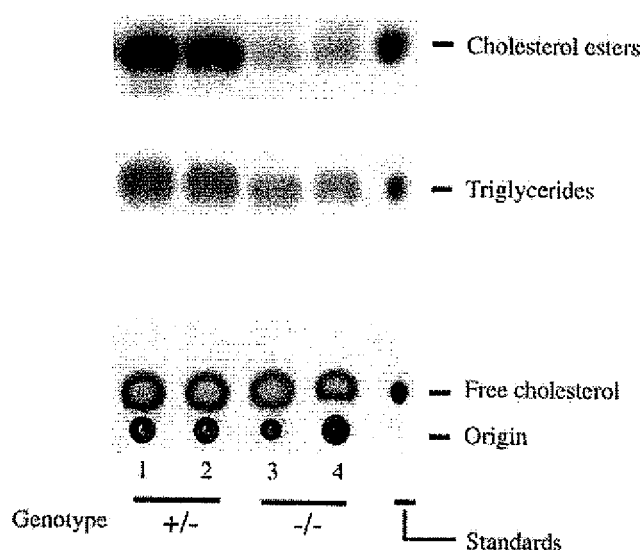 Cholesterol esters
Triglycerides
Free cholesterol
Origin
1 2 3 4
Genotype +/- -/-
Standards